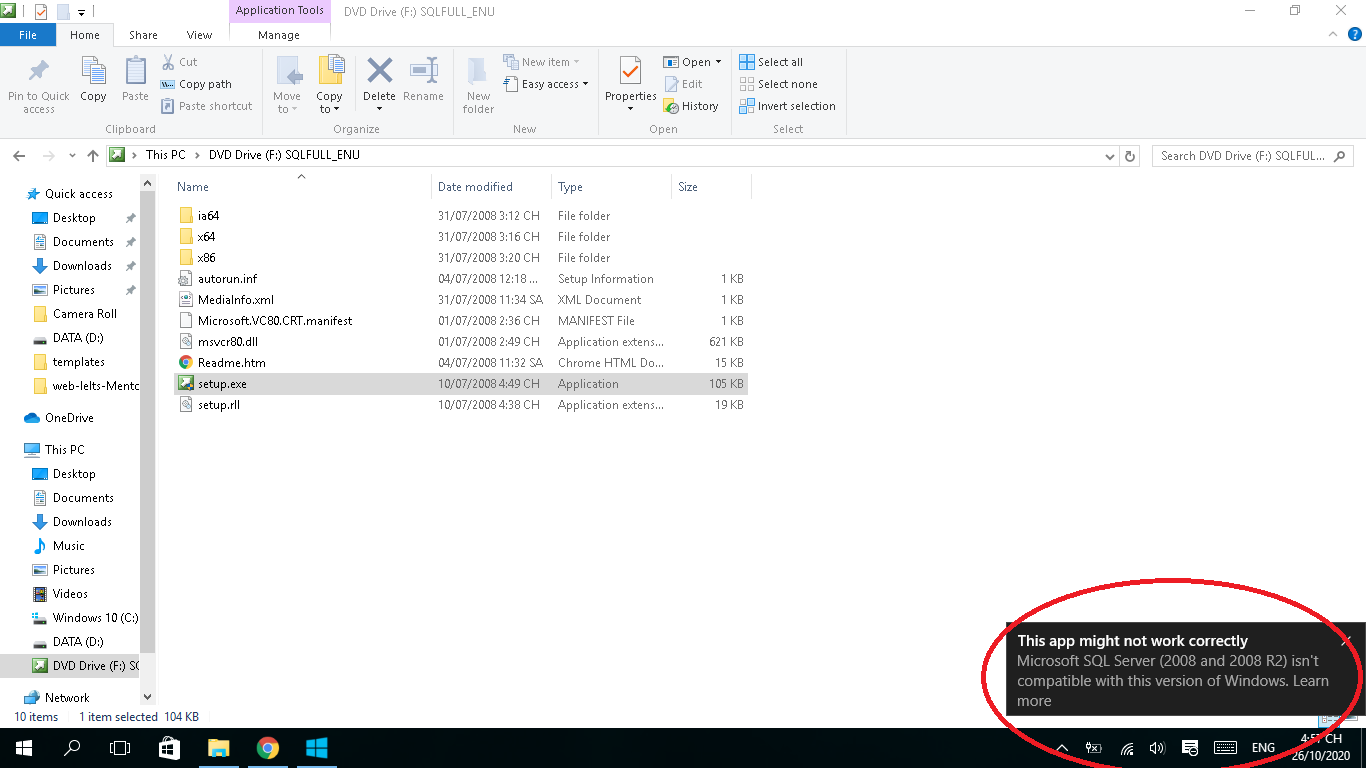 Application Tools
DVD Drive (F:) SQLFULL_ENU
File
Home
Share
View
Manage
Pin to Quick
access
Copy
Paste
Cut
Copy path
Paste shortcut
Clipboard
Move
to
Copy
to
Delete
Rename
Organize
New
folder
New item
Easy access
New
Properties
Open
Edit
History
Open
Select all
Select none
Invert selection
Select
This PC
DVD Drive (F:) SQLFULL_ENU
Search DVD Drive (F:) SQLFUL...
Quick access
Desktop
Documents
Downloads
Pictures
Camera Roll
DATA (D:)
templates
web-Ielts-Mento
OneDrive
This PC
Desktop
Documents
Downloads
Music
Pictures
Videos
Windows 10 (C:)
DATA (D:)
DVD Drive (F:) SQ
Network
Name Date modified Type Size
ia64 31/07/2008 3:12 CH File folder
x64 31/07/2008 3:16 CH File folder
x86 31/07/2008 3:20 CH File folder
autorun.inf 04/07/2008 12:18 ... Setup Information 1 KB
MediaInfo.xml 31/07/2008 11:34 SA XML Document 1 KB
Microsoft.VC80.CRT.manifest 01/07/2008 2:36 CH MANIFEST File 1 KB
msvcr80.dll 01/07/2008 2:49 CH Application extens... 621 KB
Readme.htm 04/07/2008 11:32 SA Chrome HTML Do... 15 KB
setup.exe 10/07/2008 4:49 CH Application 105 KB
setup.rll 10/07/2008 4:38 CH Application extens... 19 KB
This app might not work correctly
Microsoft SQL Server (2008 and 2008 R2) isn't
compatible with this version of Windows. Learn
more
10 items 1 item selected 104 KB
ENG
4:57 CH
26/10/2020